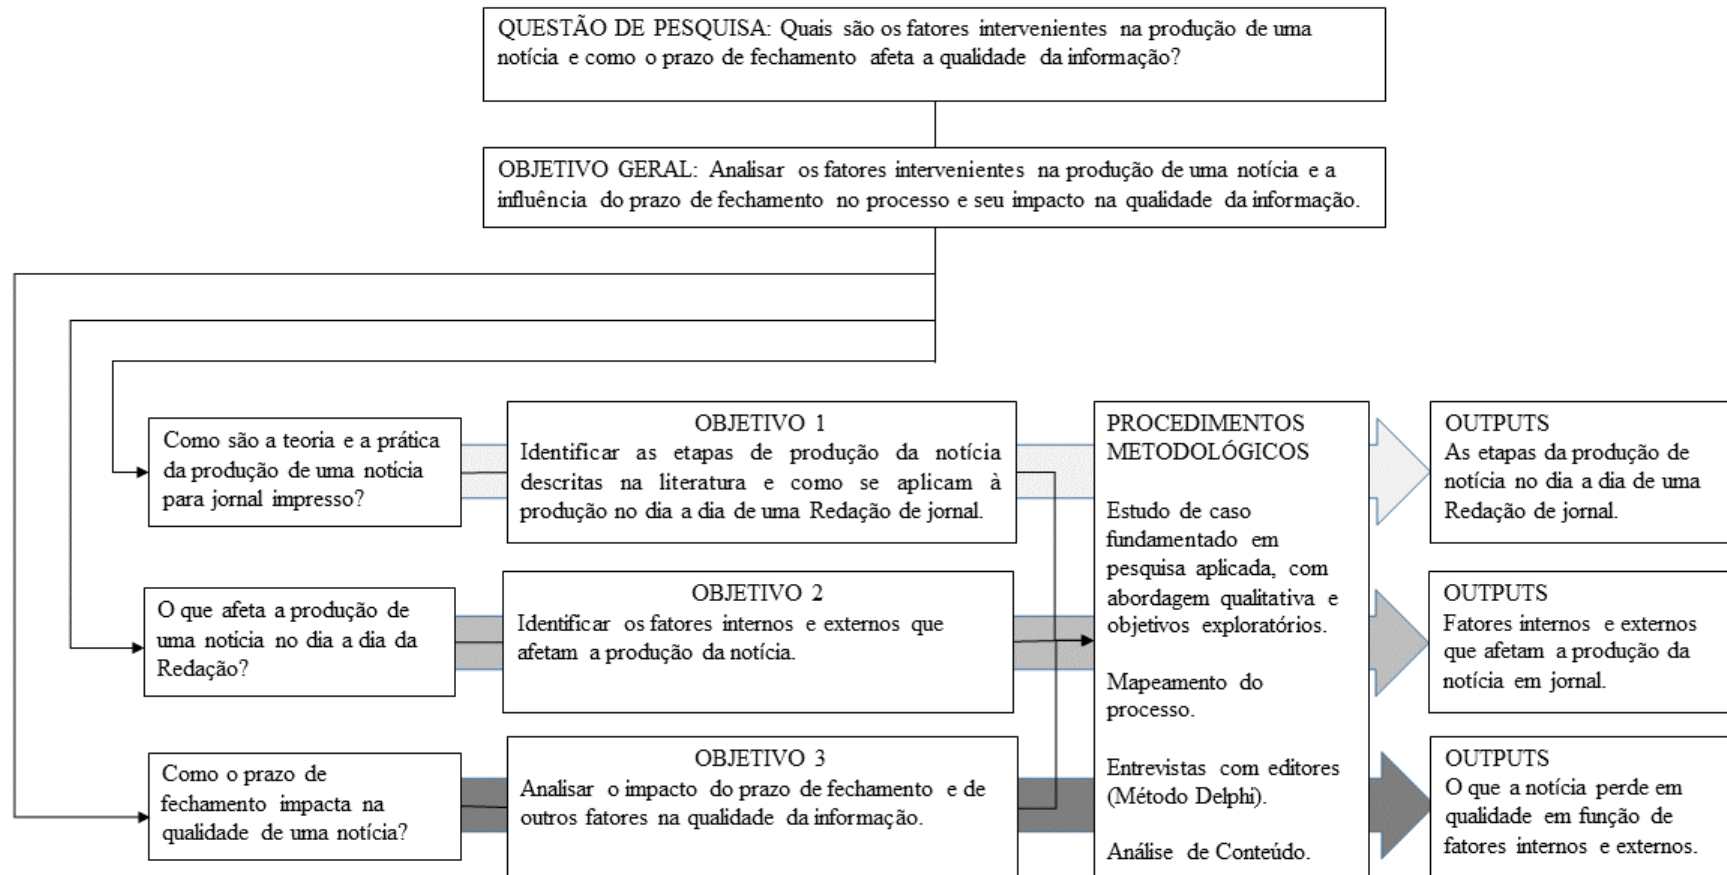 QUESTÃO DE PESQUISA: Quais são os fatores intervenientes na produção de uma
notícia e como o prazo de fechamento afeta a qualidade da informação?
OBJETIVO GERAL: Analisar os fatores intervenientes na produção de uma notícia e a
influência do prazo de fechamento no processo e seu impacto na qualidade da informação.
Como são a teoria e a prática
da produção de uma notícia
para jornal impresso?
OBJETIVO 1
Identificar as etapas de produção da notícia
descritas na literatura e como se aplicam à
produção no dia a dia de uma Redação de jornal.
O que afeta a produção de
uma notícia no dia a dia da
Redação?
OBJETIVO 2
Identificar os fatores internos e externos que
afetam a produção da notícia.
Como o prazo de
fechamento impacta na
qualidade de uma notícia?
OBJETIVO 3
Analisar o impacto do prazo de fechamento e de
outros fatores na qualidade da informação.
PROCEDIMENTOS
METODOLÓGICOS
Estudo de caso
fundamentado em
pesquisa aplicada, com
abordagem qualitativa e
objetivos exploratórios.
Mapeamento do
processo.
Entrevistas com editores
(Método Delphi).
Análise de Conteúdo.
OUTPUTS
As etapas da produção de
notícia no dia a dia de uma
Redação de jornal.
OUTPUTS
Fatores internos e externos
que afetam a produção da
notícia em jornal.
OUTPUTS
O que a notícia perde em
qualidade em função de
fatores internos e externos.